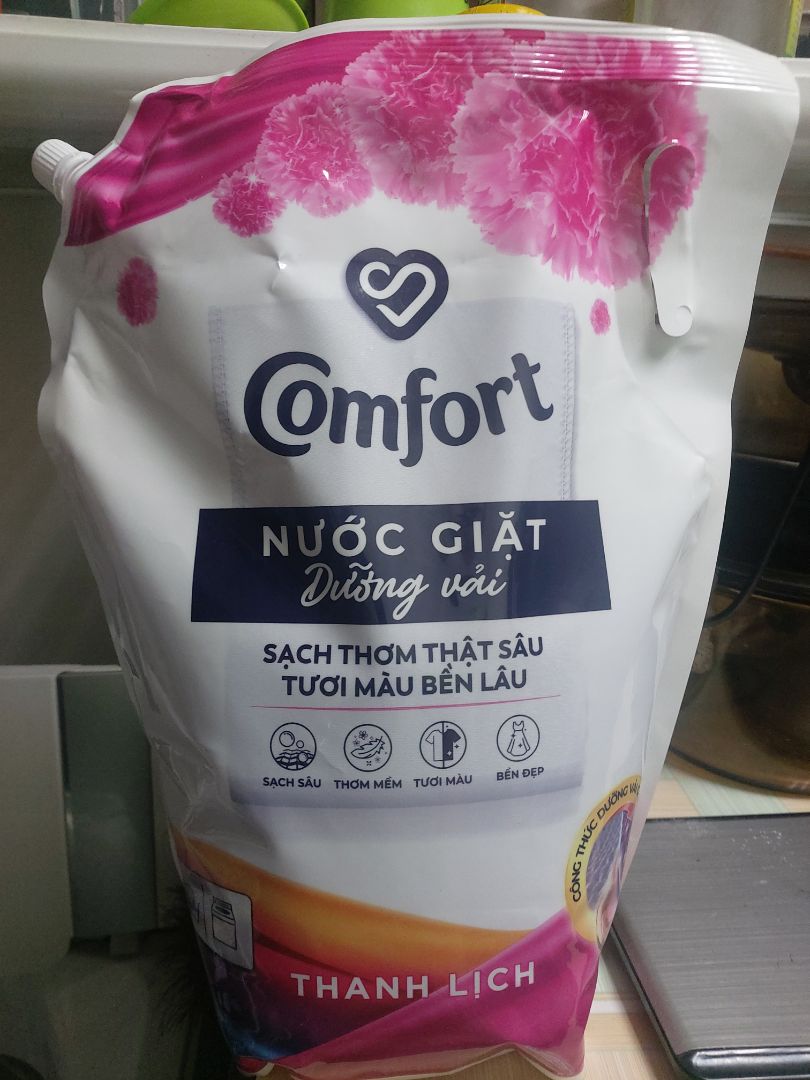 Comfort
NƯỚC GIẶT
Dưỡng vải
SẠCH THƠM THẬT SÂU
TƯƠI MÀU BỀN LÂU
SẠCH SÂU THƠM MỀM TƯƠI MÀU BỀN ĐẸP
CÔNG THỨC DƯỠNG VẢI
THANH LỊCH